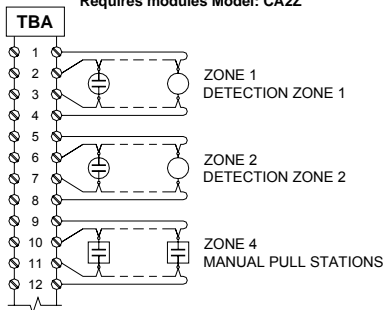 Requires modules Model: CA2Z
TBA
1
2
3
4
5
6
7
8
9
10
11
12
ZONE 1
DETECTION ZONE 1
ZONE 2
DETECTION ZONE 2
ZONE 4
MANUAL PULL STATIONS